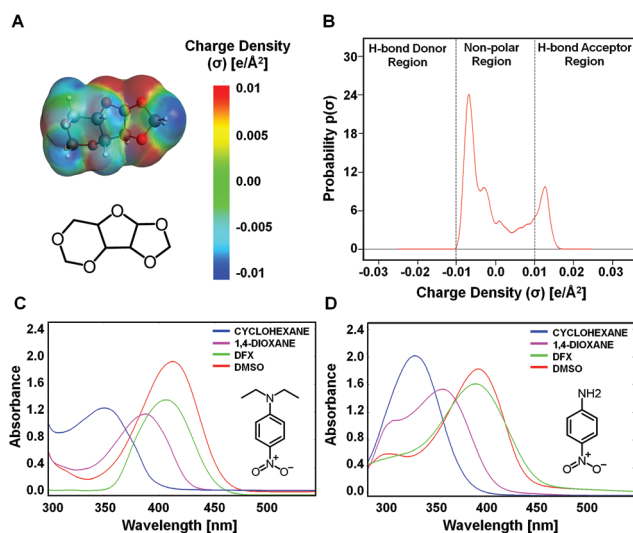 A
Charge Density
(σ) [e/Å²]
0.01
0.005
0.00
-0.005
-0.01
O
O
O
O
O
B
H-bond Donor
Region
Non-polar
Region
H-bond Acceptor
Region
Probability p(σ)
30
24
18
12
6
0
-0.03
-0.02
-0.01
0.0
0.01
0.02
0.03
Charge Density (σ) [e/Å²]
C
Absorbance
2.4
2.0
1.6
1.2
0.8
0.4
0.0
300
350
400
450
500
Wavelength [nm]
CYCLOHEXANE
1,4-DIOXANE
DFX
DMSO
N
N+
O
O−
D
Absorbance
2.4
2.0
1.6
1.2
0.8
0.4
0.0
300
350
400
450
500
Wavelength [nm]
CYCLOHEXANE
1,4-DIOXANE
DFX
DMSO
NH2
N+
O
O−